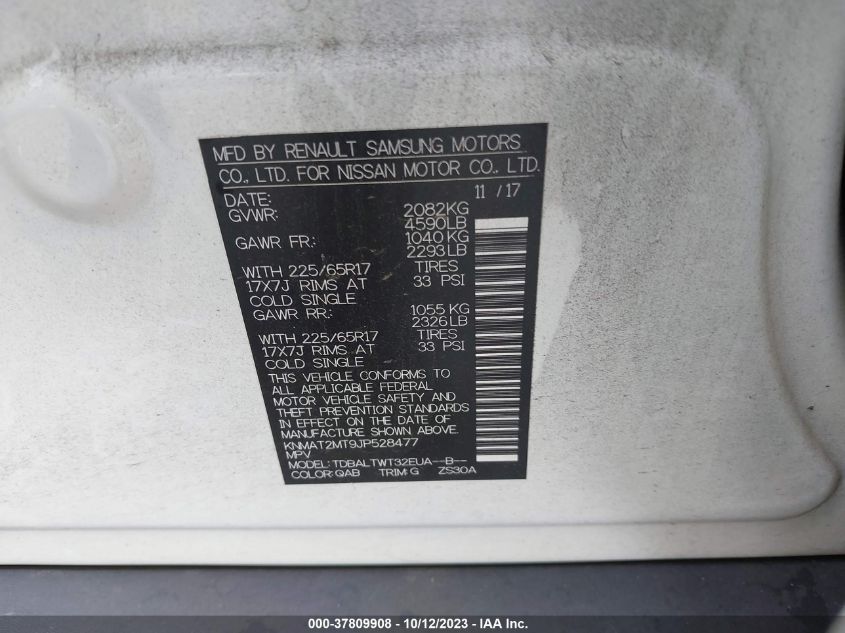 MFD BY RENAULT SAMSUNG MOTORS
CO., LTD. FOR NISSAN MOTOR CO., LTD.
DATE: 11 / 17
GVWR: 2082KG
4590LB
GAWR FR.: 1040 KG
2293LB
WITH 225/65R17 TIRES
17X7J RIMS AT 33 PSI
COLD SINGLE
GAWR RR.: 1055 KG
2326LB
WITH 225/65R17 TIRES
17X7J RIMS AT 33 PSI
COLD SINGLE
THIS VEHICLE CONFORMS TO
ALL APPLICABLE FEDERAL
MOTOR VEHICLE SAFETY AND
THEFT PREVENTION STANDARDS
IN EFFECT ON THE DATE OF
MANUFACTURE SHOWN ABOVE.
KNMAT2MT9JP528477
MPV
MODEL: TDBALTWT32EUA--B--
COLOR: QAB TRIM: G ZS30A
000-37809908 - 10/12/2023 - IAA Inc.